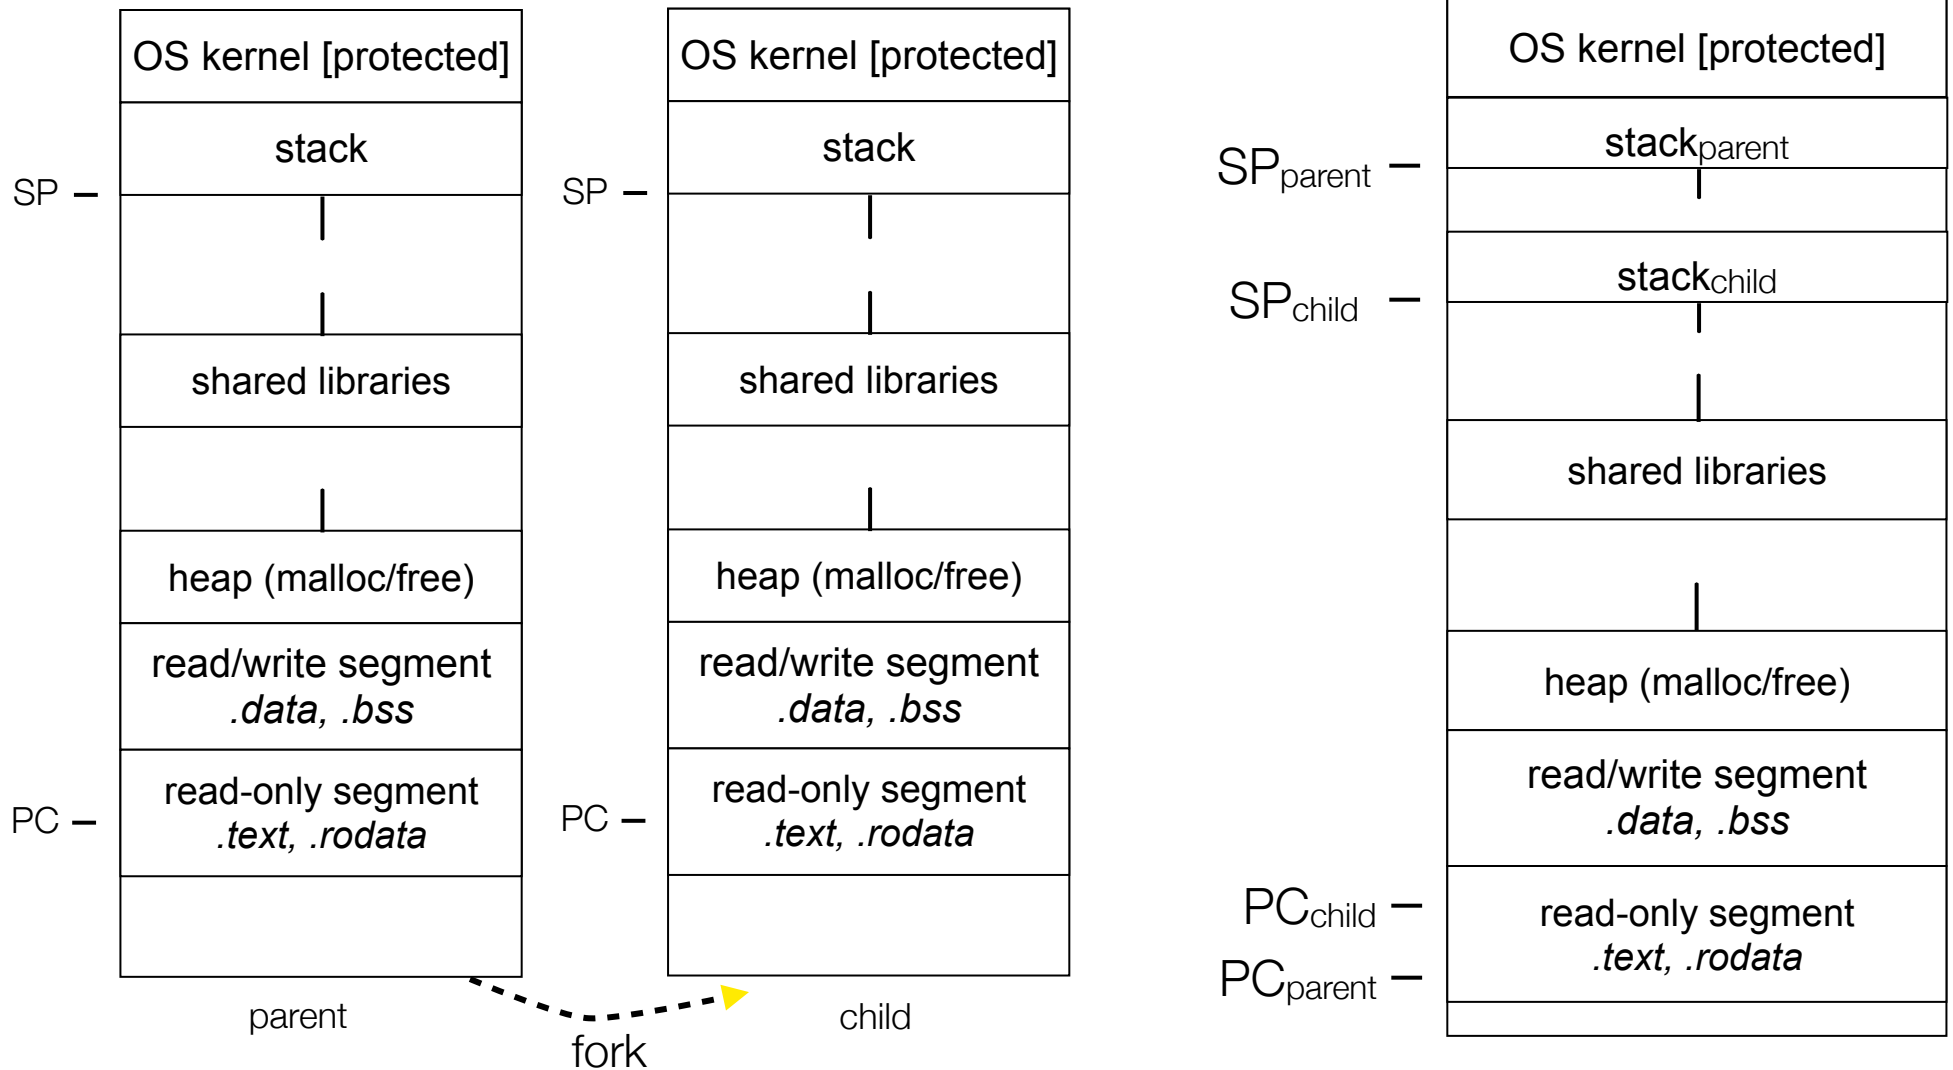 OS kernel [protected]
stack
SP
shared libraries
heap (malloc/free)
read/write segment
.data, .bss
read-only segment
.text, .rodata
PC
parent
fork
OS kernel [protected]
stack
SP
shared libraries
heap (malloc/free)
read/write segment
.data, .bss
read-only segment
.text, .rodata
PC
child
OS kernel [protected]
stackparent
SPparent
stackchild
SPchild
shared libraries
heap (malloc/free)
read/write segment
.data, .bss
PCchild
read-only segment
.text, .rodata
PCparent